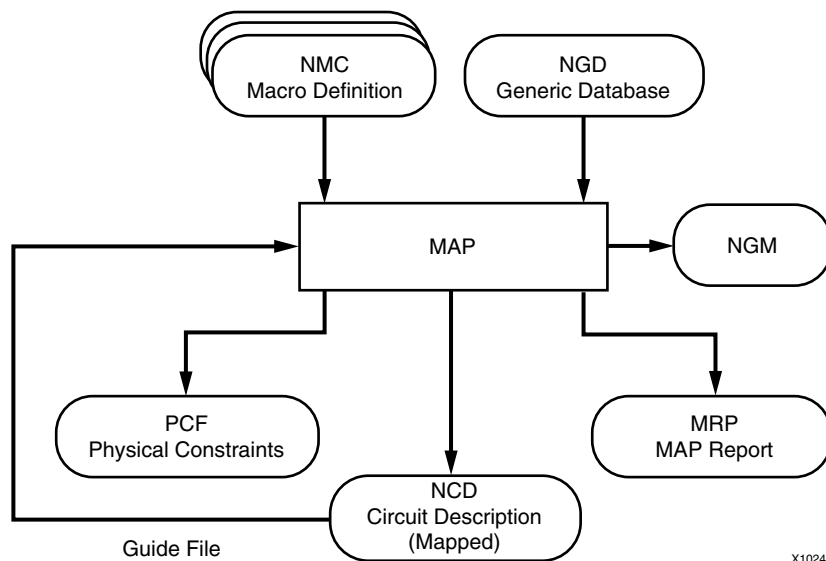 NMC
Macro Definition
NGD
Generic Database
MAP
NGM
PCF
Physical Constraints
MRP
MAP Report
NCD
Circuit Description
(Mapped)
Guide File
X1024